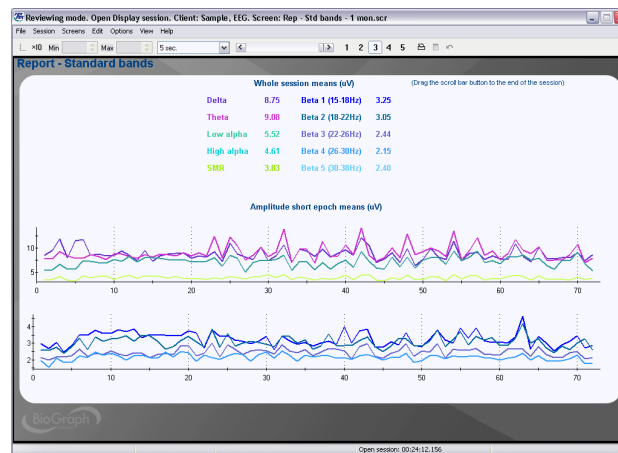 Reviewing mode. Open Display session. Client: Sample, EEG. Screen: Rep - Std bands - 1 mon.scr
File Session Screens Edit Options View Help
×10 Min Max 5 sec. 1 2 3 4 5
Report - Standard bands
Whole session means (uV) (Drag the scroll bar button to the end of the session)
Delta 8.75 Beta 1 (15-18Hz) 3.25
Theta 9.08 Beta 2 (18-22Hz) 3.05
Low alpha 5.52 Beta 3 (22-26Hz) 2.44
High alpha 4.61 Beta 4 (26-30Hz) 2.15
SMR 3.83 Beta 5 (30-38Hz) 2.40
Amplitude short epoch means (uV)
10
5
0 10 20 30 40 50 60 70
4
3
2
0 10 20 30 40 50 60 70
BioGraph
Open session: 00:24:12.156